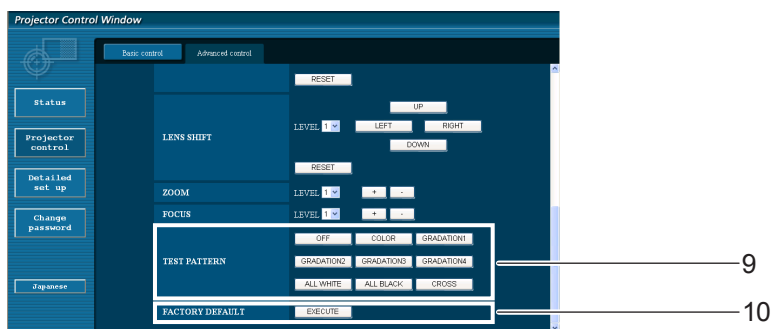 Projector Control Window
Basic control Advanced control
RESET
Status
UP
LENS SHIFT LEVEL 1 LEFT RIGHT
Projector
control
DOWN
RESET
Detailed
set up
ZOOM LEVEL 1 + -
FOCUS LEVEL 1 + -
Change
password
OFF COLOR GRADATION1
TEST PATTERN GRADATION2 GRADATION3 GRADATION4 9
ALL WHITE ALL BLACK CROSS
Japanese
FACTORY DEFAULT EXECUTE 10